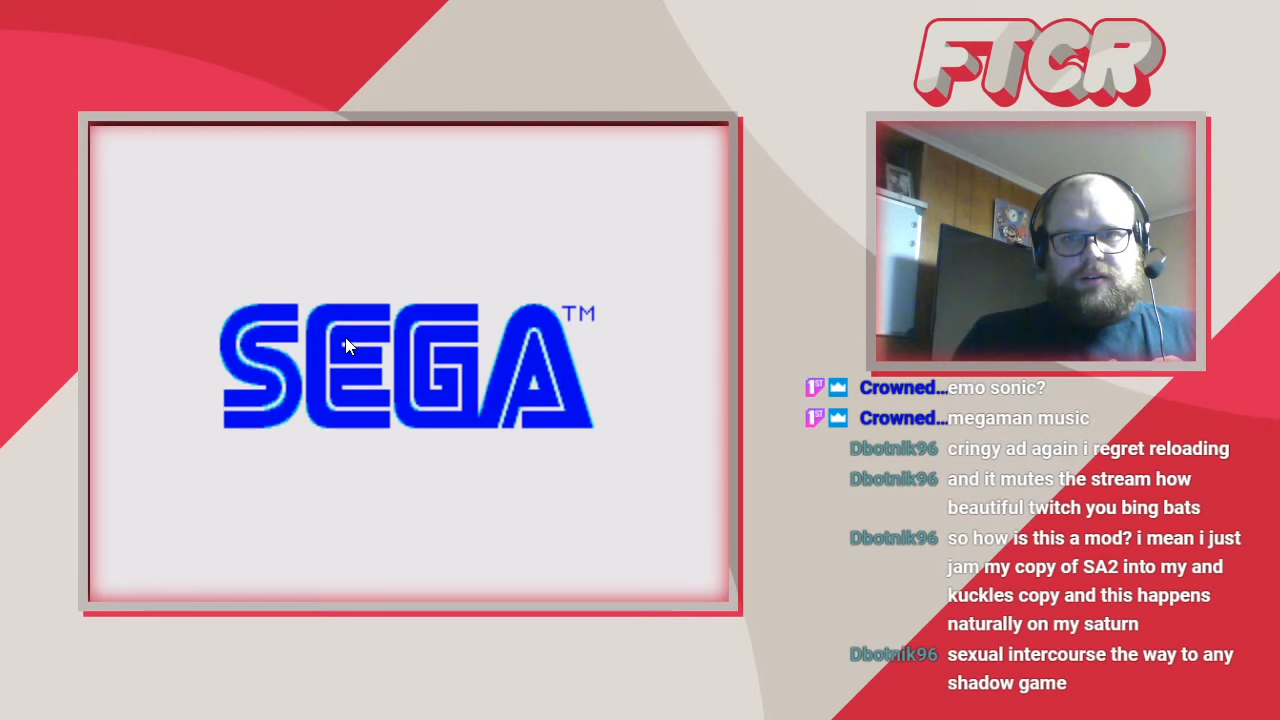 FTCR
SEGA™
1ST Crowned… emo sonic?
1ST Crowned… megaman music
Dbotnik96 cringy ad again i regret reloading
Dbotnik96 and it mutes the stream how
beautiful twitch you bing bats
Dbotnik96 so how is this a mod? i mean i just
jam my copy of SA2 into my and
kuckles copy and this happens
naturally on my saturn
Dbotnik96 sexual intercourse the way to any
shadow game